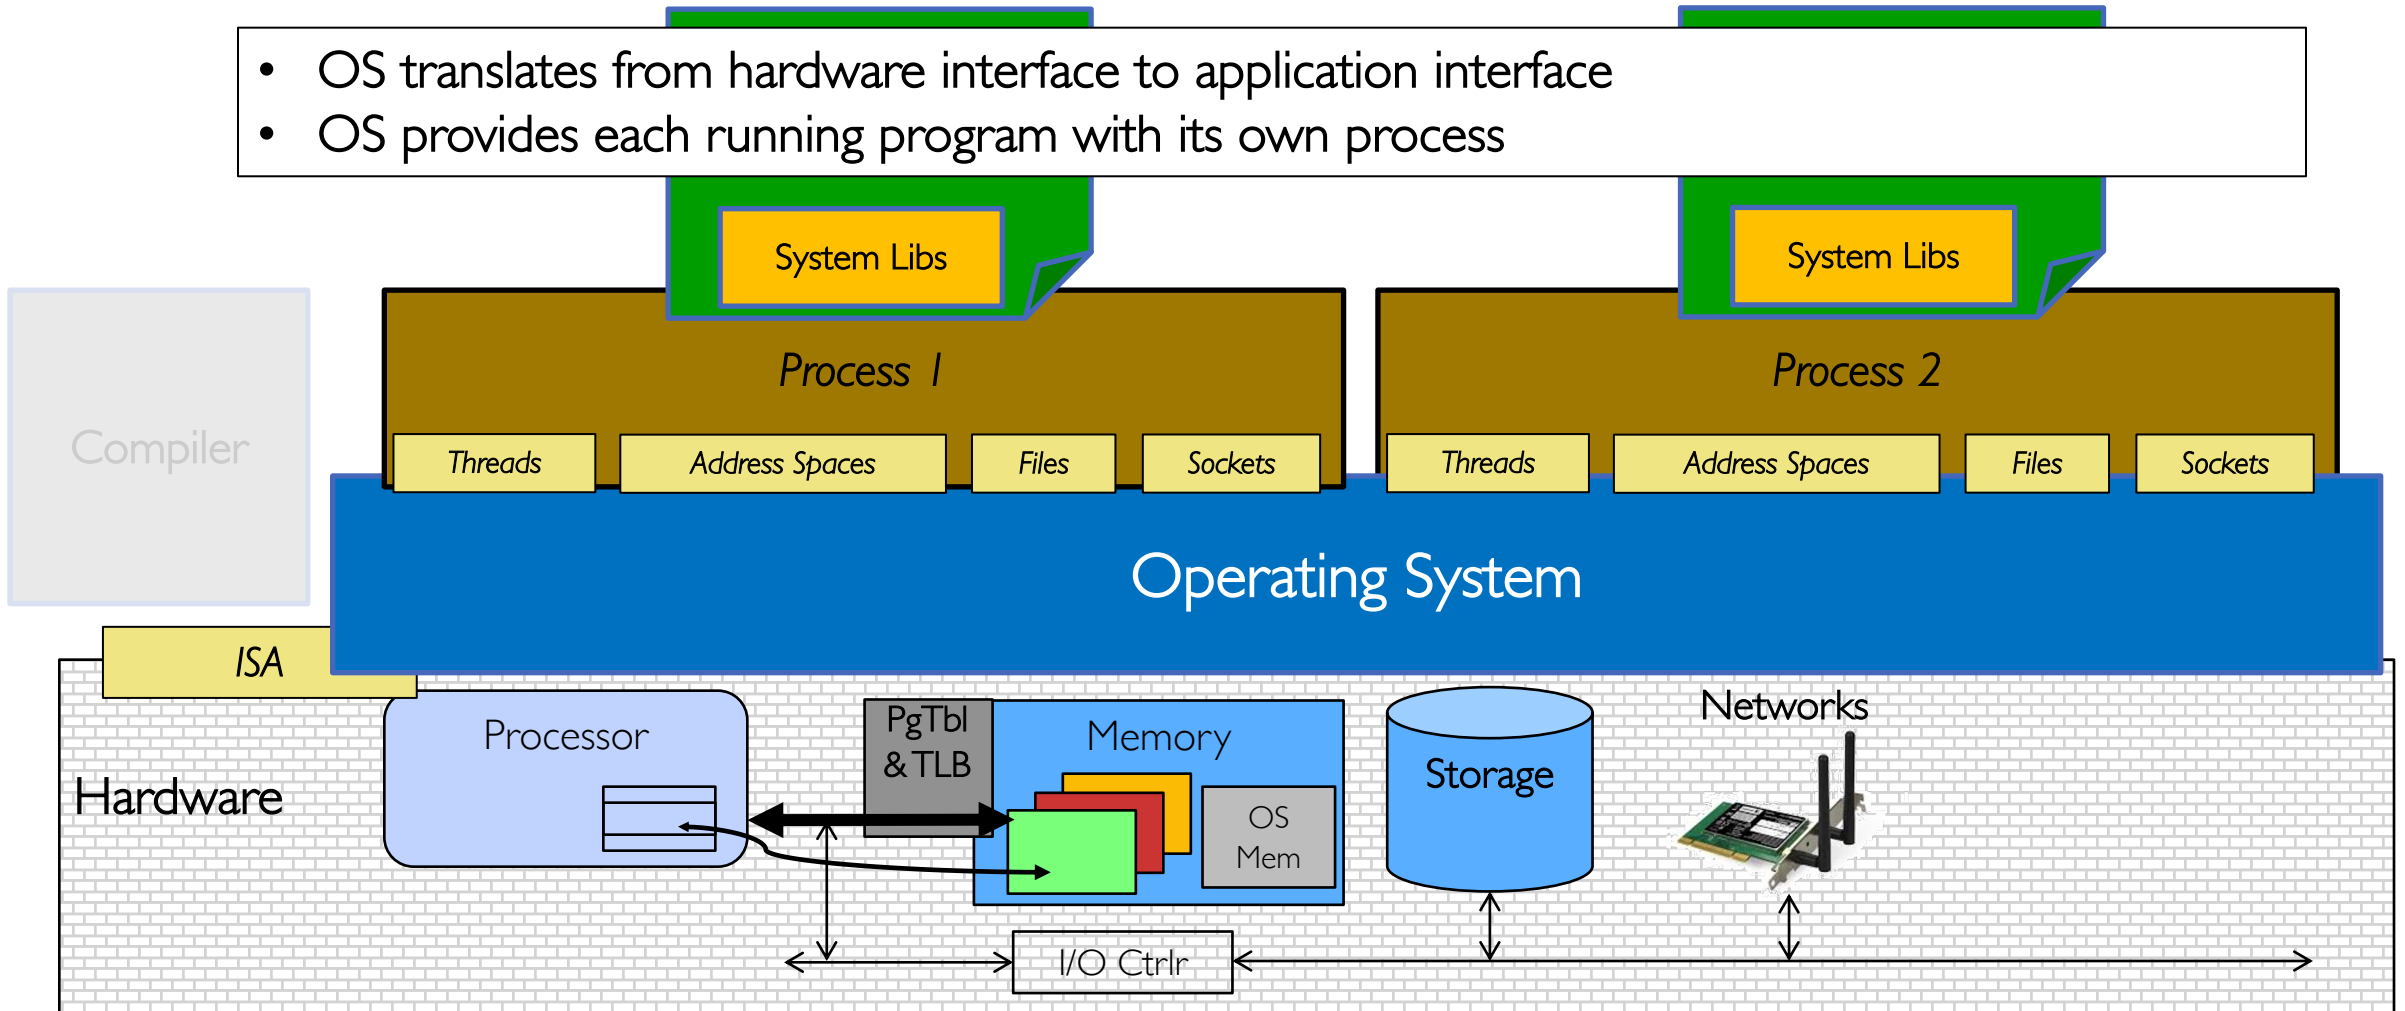 • OS translates from hardware interface to application interface
• OS provides each running program with its own process
System Libs
System Libs
Compiler
Process 1
Process 2
Threads
Address Spaces
Files
Sockets
Threads
Address Spaces
Files
Sockets
Operating System
ISA
Hardware
Processor
PgTbl
& TLB
Memory
OS
Mem
Storage
Networks
I/O Ctrlr